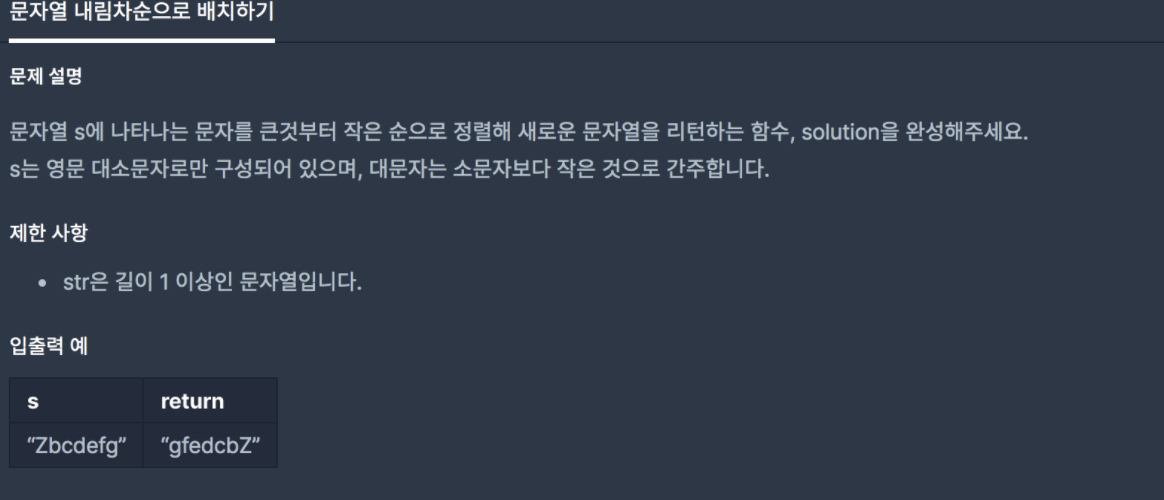 문자열 내림차순으로 배치하기
문제 설명
문자열 s에 나타나는 문자를 큰것부터 작은 순으로 정렬해 새로운 문자열을 리턴하는 함수, solution을 완성해주세요.
s는 영문 대소문자로만 구성되어 있으며, 대문자는 소문자보다 작은 것으로 간주합니다.
제한 사항
• str은 길이 1 이상인 문자열입니다.
입출력 예
s return
“Zbcdefg” “gfedcbZ”